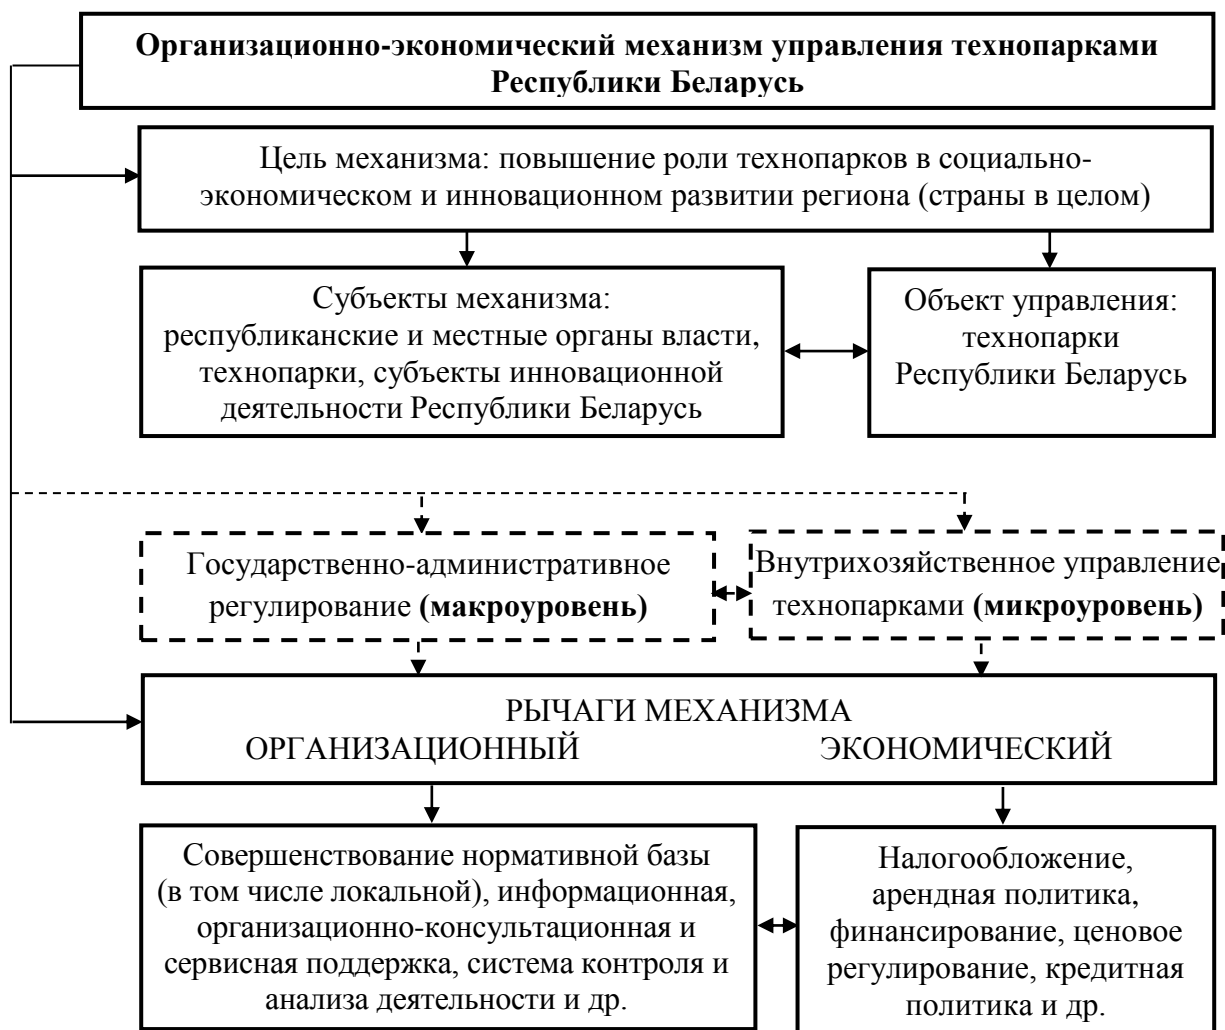 Организационно-экономический механизм управления технопарками
Республики Беларусь
Цель механизма: повышение роли технопарков в социально-
экономическом и инновационном развитии региона (страны в целом)
Субъекты механизма:
республиканские и местные органы власти,
технопарки, субъекты инновационной
деятельности Республики Беларусь
Объект управления:
технопарки
Республики Беларусь
Государственно-административное
регулирование (макроуровень)
Внутрихозяйственное управление
технопарками (микроуровень)
РЫЧАГИ МЕХАНИЗМА
ОРГАНИЗАЦИОННЫЙ ЭКОНОМИЧЕСКИЙ
Совершенствование нормативной базы
(в том числе локальной), информационная,
организационно-консультационная и
сервисная поддержка, система контроля и
анализа деятельности и др.
Налогообложение,
арендная политика,
финансирование, ценовое
регулирование, кредитная
политика и др.